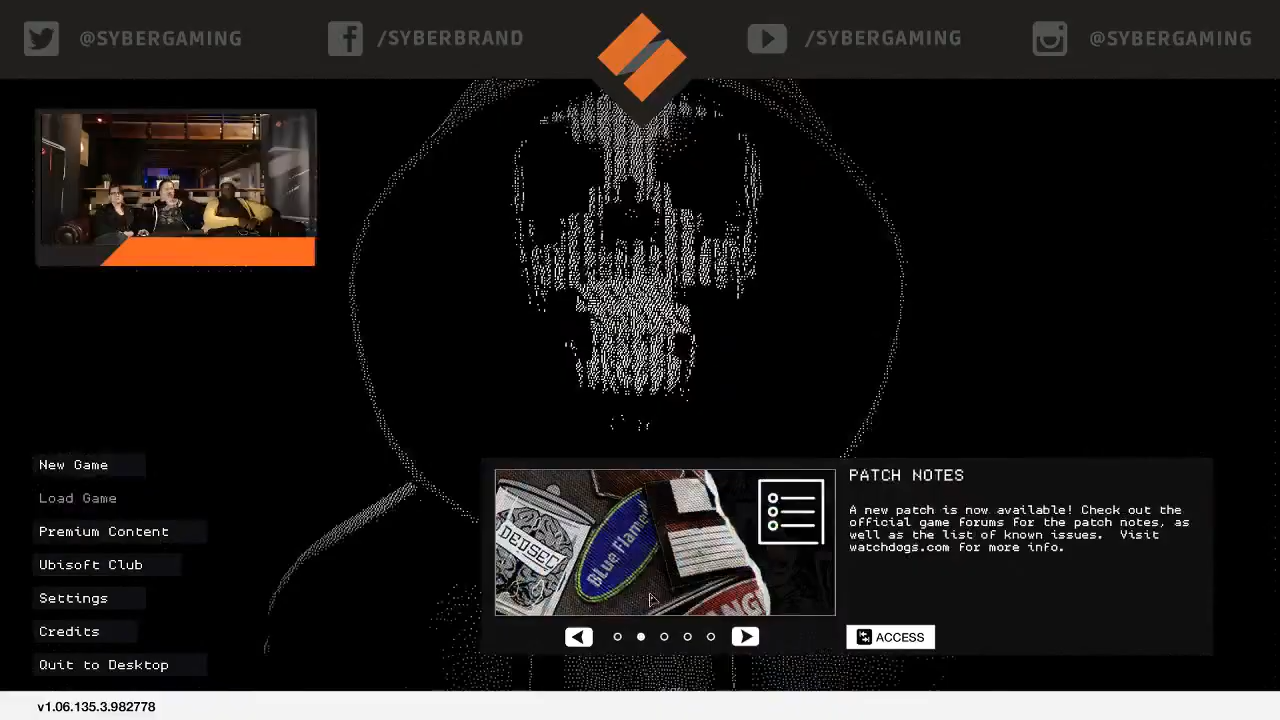 @SYBERGAMING
/SYBERBRAND
/SYBERGAMING
@SYBERGAMING
New Game
Load Game
Premium Content
Ubisoft Club
Settings
Credits
Quit to Desktop
DEDSEC
BLUe Flame
PATCH NOTES
A new patch is now available! Check out the
official game forums for the patch notes, as
well as the list of known issues. Visit
watchdogs.com for more info.
ACCESS
v1.06.135.3.982778